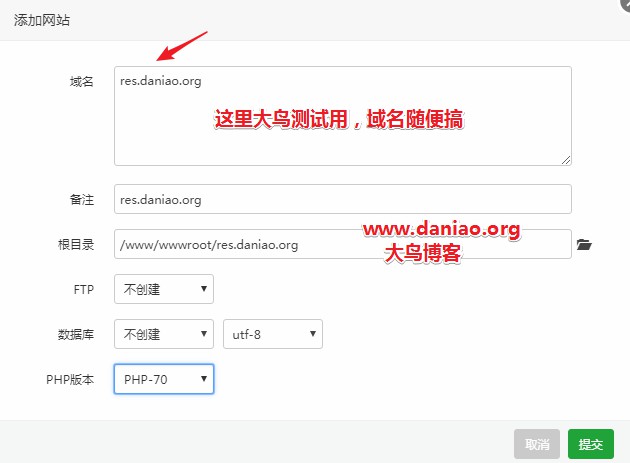 添加网站
域名
res.daniao.org
这里大鸟测试用，域名随便搞
备注
res.daniao.org
www.daniao.org
根目录
/www/wwwroot/res.daniao.org
大鸟博客
FTP
不创建
数据库
不创建
utf-8
PHP版本
PHP-70
取消
提交